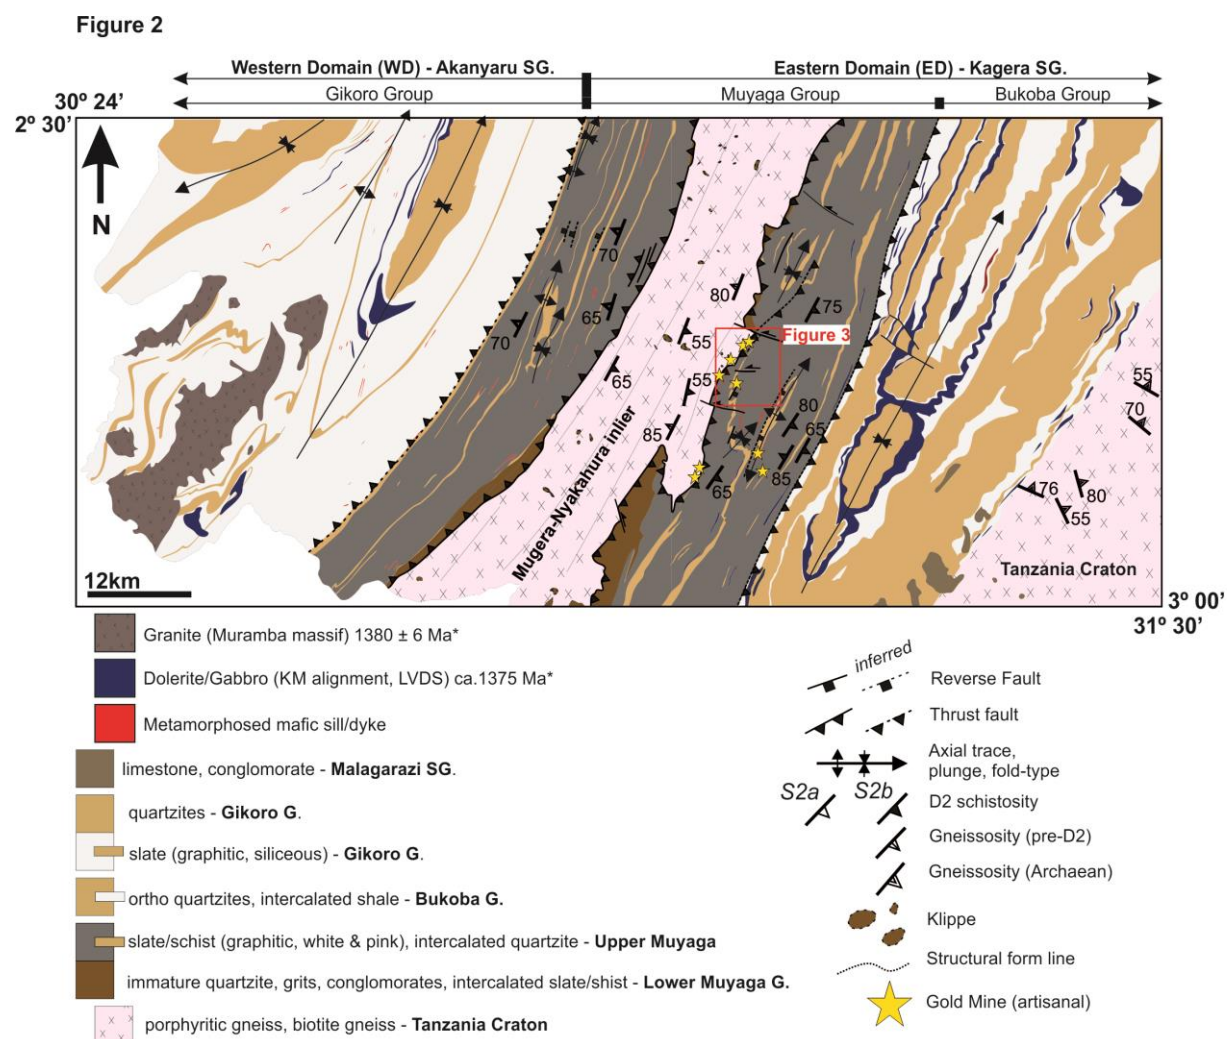 Figure 2
Western Domain (WD) - Akanyaru SG.
Eastern Domain (ED) - Kagera SG.
Gikoro Group
Muyaga Group
Bukoba Group
30º 24’
2º 30’
N
70
70
65
65
80
55
55
85
75
Figure 3
80
65
85
65
55
70
76
80
55
Mugera-Nyakahura inlier
Tanzania Craton
12km
3º 00’
31º 30’
Granite (Muramba massif) 1380 ± 6 Ma*
Dolerite/Gabbro (KM alignment, LVDS) ca.1375 Ma*
Metamorphosed mafic sill/dyke
limestone, conglomorate - Malagarazi SG.
quartzites - Gikoro G.
slate (graphitic, siliceous) - Gikoro G.
ortho quartzites, intercalated shale - Bukoba G.
slate/schist (graphitic, white & pink), intercalated quartzite - Upper Muyaga
immature quartzite, grits, conglomorates, intercalated slate/shist - Lower Muyaga G.
porphyritic gneiss, biotite gneiss - Tanzania Craton
inferred
Reverse Fault
Thrust fault
Axial trace,
plunge, fold-type
S2a S2b
D2 schistosity
Gneissosity (pre-D2)
Gneissosity (Archaean)
Klippe
Structural form line
Gold Mine (artisanal)